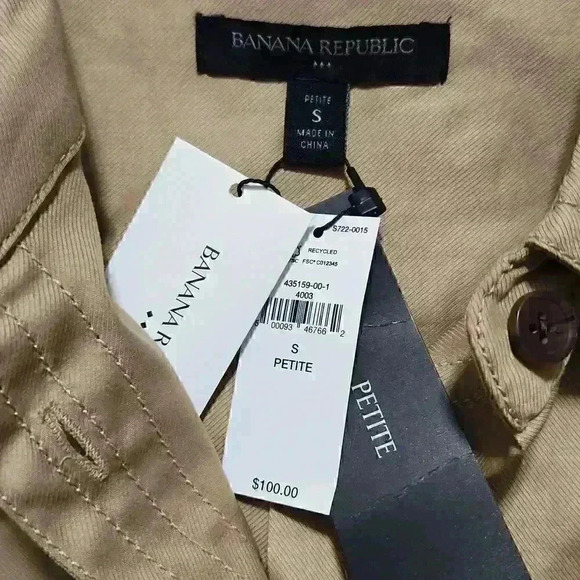 BANANA REPUBLIC
PETITE
S
MADE IN
CHINA
BANANA R
S722-0015
RECYCLED
FSC® C012345
435159-00-1
4003
00093 46766 2
S
PETITE
$100.00
PETITE